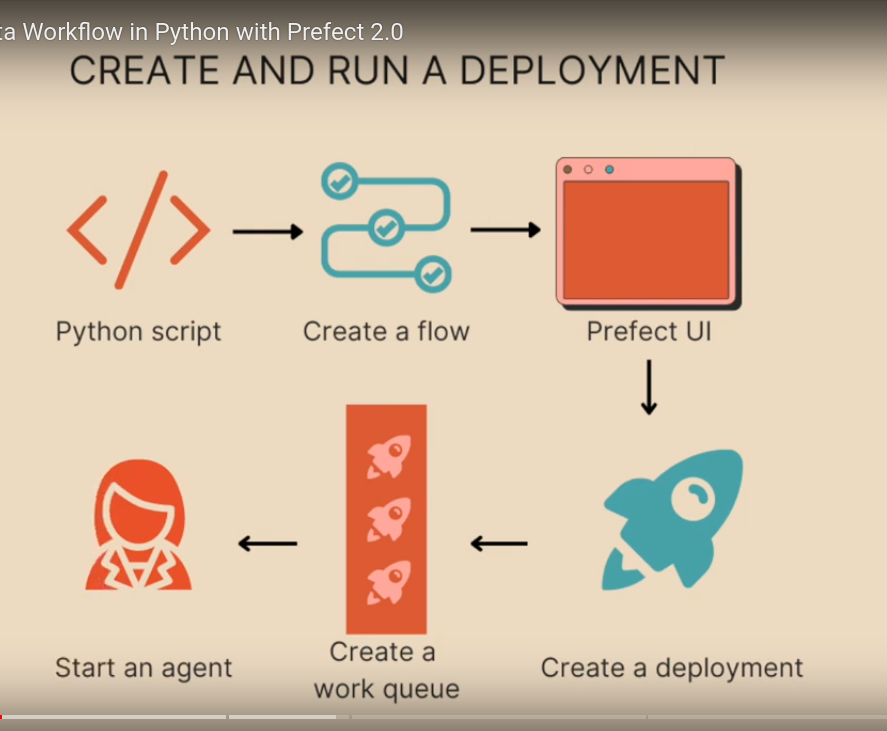 ta Workflow in Python with Prefect 2.0
CREATE AND RUN A DEPLOYMENT
Python script
Create a flow
Prefect UI
Start an agent
Create a
work queue
Create a deployment